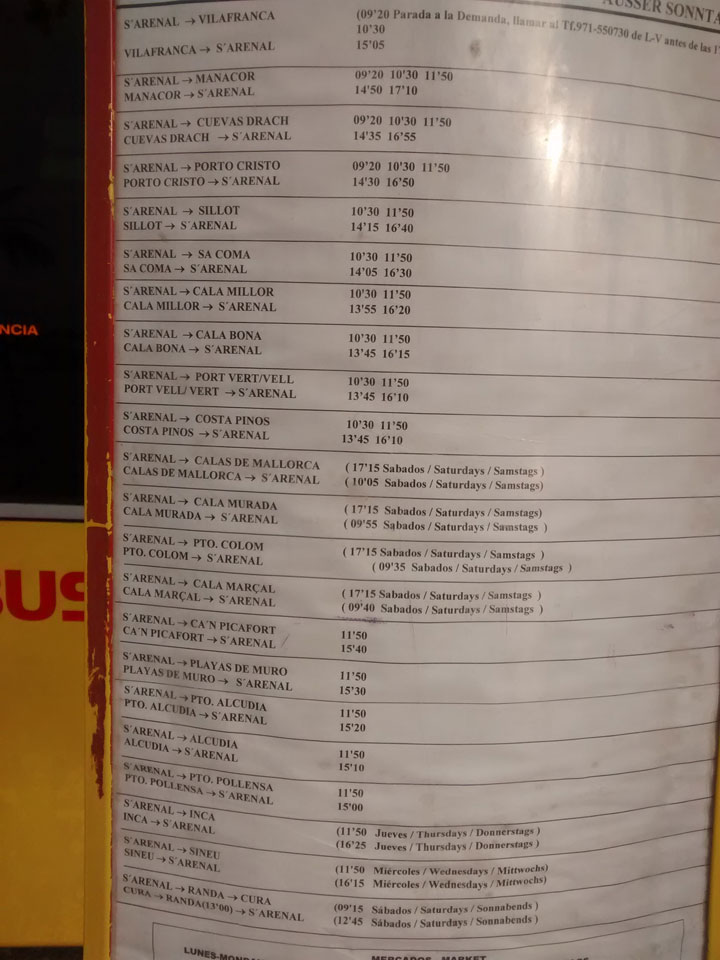 AUSSER SONNTA
S´ARENAL → VILAFRANCA (09'20 Parada a la Demanda, llamar al Tf.971-550730 de L-V antes de las
10'30
VILAFRANCA → S´ARENAL 15'05
S´ARENAL → MANACOR 09'20 10'30 11'50
MANACOR → S´ARENAL 14'50 17'10
S´ARENAL → CUEVAS DRACH 09'20 10'30 11'50
CUEVAS DRACH → S´ARENAL 14'35 16'55
S´ARENAL → PORTO CRISTO 09'20 10'30 11'50
PORTO CRISTO → S´ARENAL 14'30 16'50
S´ARENAL → SILLOT 10'30 11'50
SILLOT → S´ARENAL 14'15 16'40
S´ARENAL → SA COMA 10'30 11'50
SA COMA → S´ARENAL 14'05 16'30
S´ARENAL → CALA MILLOR 10'30 11'50
CALA MILLOR → S´ARENAL 13'55 16'20
NCIA
S´ARENAL → CALA BONA 10'30 11'50
CALA BONA → S´ARENAL 13'45 16'15
S´ARENAL → PORT VERT/VELL 10'30 11'50
PORT VELL/ VERT → S´ARENAL 13'45 16'10
S´ARENAL → COSTA PINOS 10'30 11'50
COSTA PINOS → S´ARENAL 13'45 16'10
S´ARENAL → CALAS DE MALLORCA ( 17'15 Sabados / Saturdays / Samstags )
CALAS DE MALLORCA → S´ARENAL ( 10'05 Sabados / Saturdays / Samstags)
S´ARENAL → CALA MURADA ( 17'15 Sabados / Saturdays / Samstags)
CALA MURADA → S´ARENAL ( 09'55 Sabados / Saturdays / Samstags )
S´ARENAL → PTO. COLOM ( 17'15 Sabados / Saturdays / Samstags )
PTO. COLOM → S´ARENAL ( 09'35 Sabados / Saturdays / Samstags )
S´ARENAL → CALA MARÇAL ( 17'15 Sabados / Saturdays / Samstags )
CALA MARÇAL → S´ARENAL ( 09'40 Sabados / Saturdays / Samstags )
BUS
S´ARENAL → CA´N PICAFORT 11'50
CA´N PICAFORT → S´ARENAL 15'40
S´ARENAL → PLAYAS DE MURO 11'50
PLAYAS DE MURO → S´ARENAL 15'30
S´ARENAL → PTO. ALCUDIA 11'50
PTO. ALCUDIA → S´ARENAL 15'20
S´ARENAL → ALCUDIA 11'50
ALCUDIA → S´ARENAL 15'10
S´ARENAL → PTO. POLLENSA 11'50
PTO. POLLENSA → S´ARENAL 15'00
S´ARENAL → INCA (11'50 Jueves / Thursdays / Donnerstags )
INCA → S´ARENAL (16'25 Jueves / Thursdays / Donnerstags )
S´ARENAL → SINEU (11'50 Miércoles / Wednesdays / Mittwochs)
SINEU → S´ARENAL (16'15 Miércoles / Wednesdays / Mittwochs)
S´ARENAL → RANDA → CURA (09'15 Sábados / Saturdays / Sonnabends )
CURA → RANDA(13'00) → S´ARENAL (12'45 Sábados / Saturdays / Sonnabends )
MERCADOS MARKET